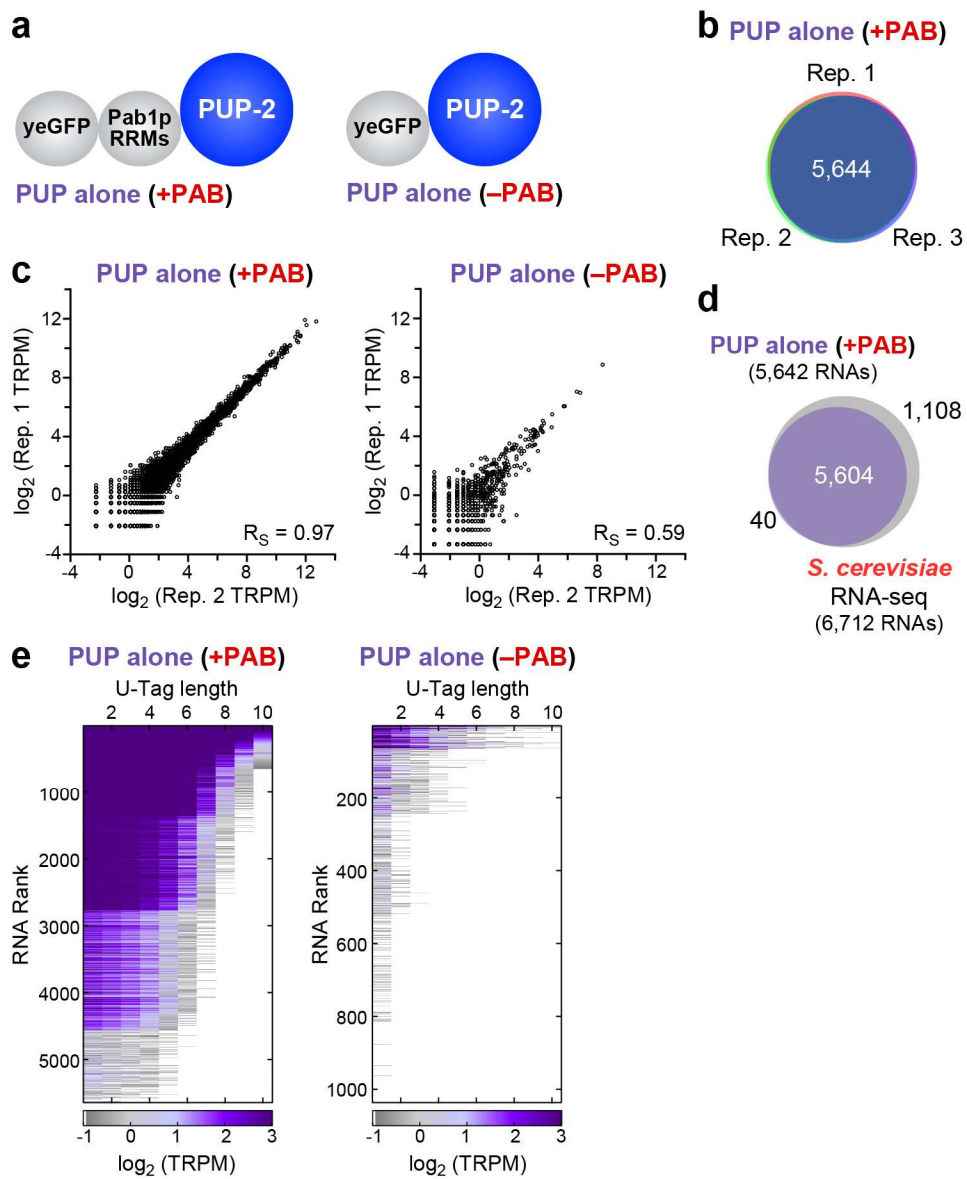 a
yeGFP
Pab1p
RRMs
PUP-2
PUP alone (+PAB)
yeGFP
PUP-2
PUP alone (–PAB)
b
PUP alone (+PAB)
Rep. 1
5,644
Rep. 2
Rep. 3
c
PUP alone (+PAB)
log2 (Rep. 1 TRPM)
12
8
4
0
-4
RS = 0.97
-4 0 4 8 12
log2 (Rep. 2 TRPM)
PUP alone (–PAB)
log2 (Rep. 1 TRPM)
12
8
4
0
-4
RS = 0.59
-4 0 4 8 12
log2 (Rep. 2 TRPM)
d
PUP alone (+PAB)
(5,642 RNAs)
1,108
5,604
40
S. cerevisiae
RNA-seq
(6,712 RNAs)
e
PUP alone (+PAB)
U-Tag length
2 4 6 8 10
RNA Rank
1000
2000
3000
4000
5000
-1 0 1 2 3
log2 (TRPM)
PUP alone (–PAB)
U-Tag length
2 4 6 8 10
RNA Rank
200
400
600
800
1000
-1 0 1 2 3
log2 (TRPM)